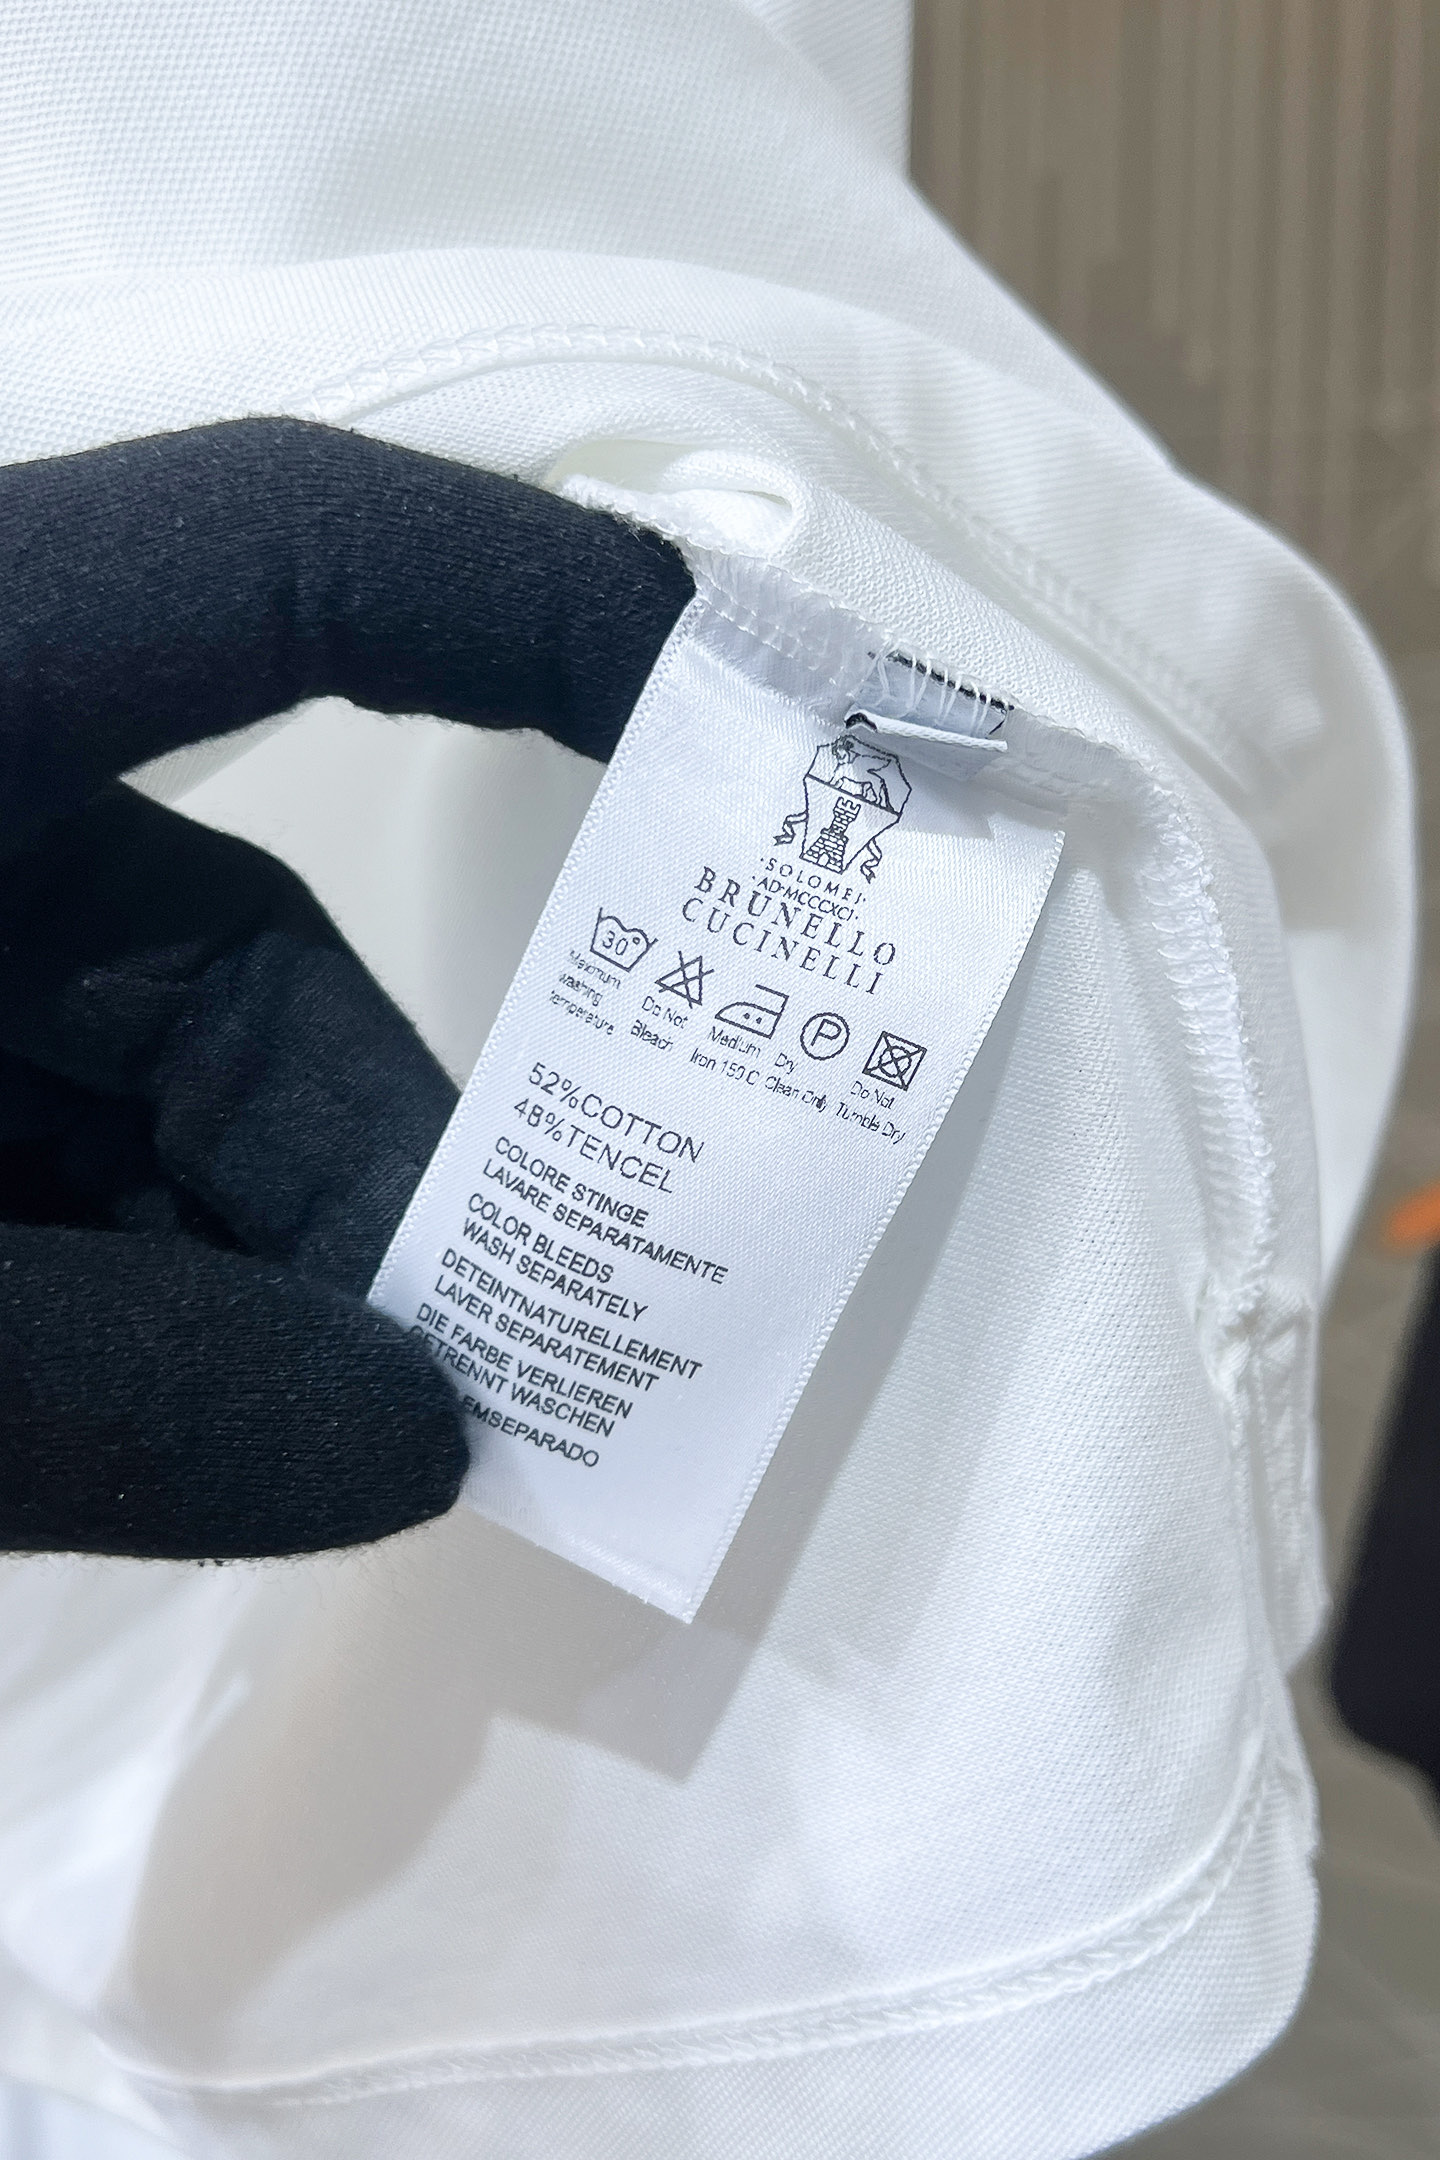 ·SOLOMEI·
·AD·MCCCXCI·
BRUNELLO
CUCINELLI
30°
P
Maximum
washing
temperature
Do Not
Bleach
Medium
Iron 150 C
Dry
Clean Only
Do Not
Tumble Dry
52%COTTON
48%TENCEL
COLORE STINGE
LAVARE SEPARATAMENTE
COLOR BLEEDS
WASH SEPARATELY
DETEINTNATURELLEMENT
LAVER SEPARATEMENT
DIE FARBE VERLIEREN
GETRENNT WASCHEN
EMSEPARADO